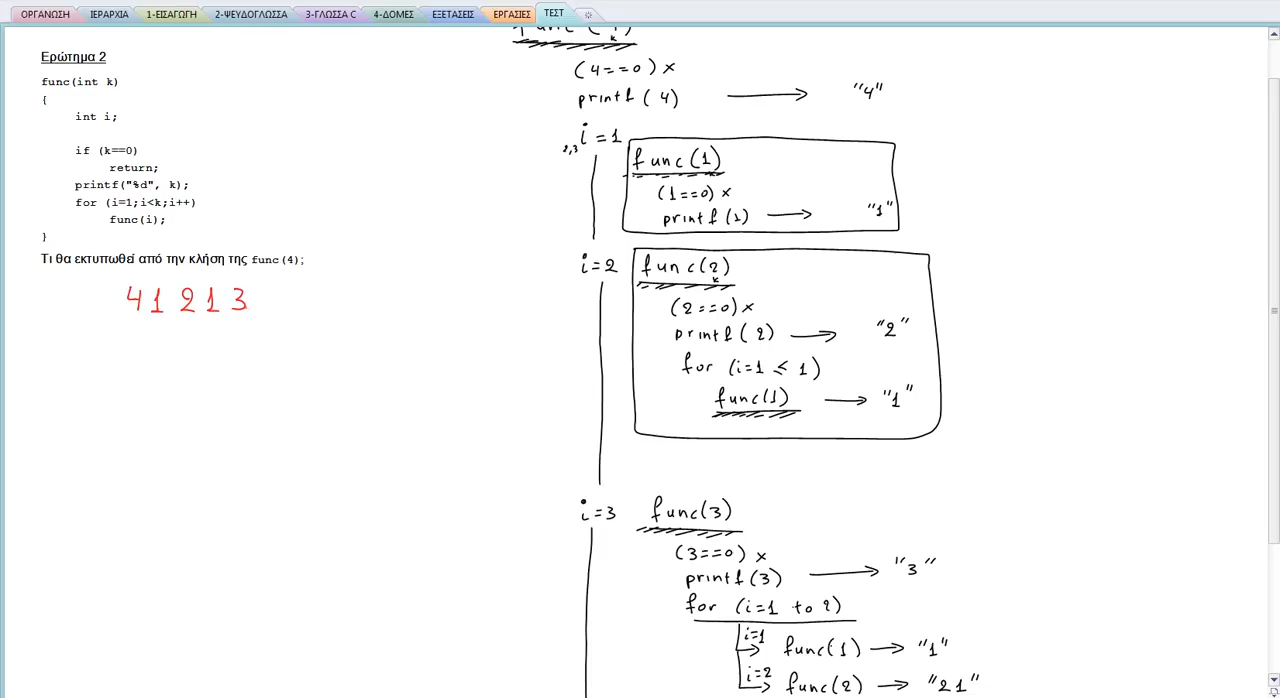 ΟΡΓΑΝΩΣΗ ΙΕΡΑΡΧΙΑ 1-ΕΙΣΑΓΩΓΗ 2-ΨΕΥΔΟΓΛΩΣΣΑ 3-ΓΛΩΣΣΑ C 4-ΔΟΜΕΣ ΕΞΕΤΑΣΕΙΣ ΕΡΓΑΣΙΕΣ ΤΕΣΤ
Ερώτημα 2
func(int k)
{
int i;
if (k==0)
return;
printf("%d", k);
for (i=1;i<k;i++)
func(i);
}
Τι θα εκτυπωθεί από την κλήση της func(4);
4 1 2 1 3
k
(4==0) x
printf(4) → "4"
2,3 i=1
func(1)
(1==0) x
printf(1) → "1"
i=2
func(2)
k
(2==0) x
printf(2) → "2"
for (i=1 ≤ 1)
func(1) → "1"
i=3 func(3)
(3==0) x
printf(3) → "3"
for (i=1 to 2)
i=1
func(1) → "1"
i=2
func(2) → "21"